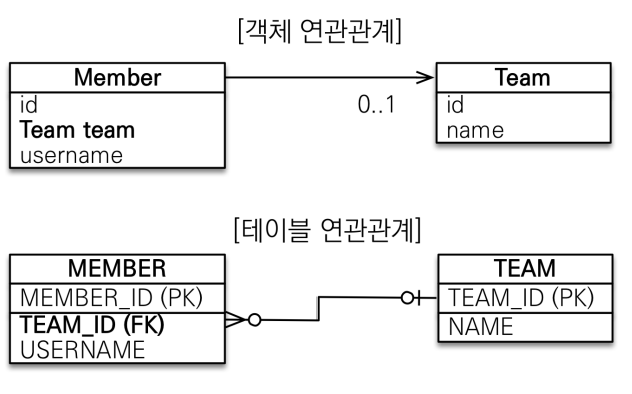 [객체 연관관계]
Member
id
Team team
username
0..1
Team
id
name
[테이블 연관관계]
MEMBER
MEMBER_ID (PK)
TEAM_ID (FK)
USERNAME
TEAM
TEAM_ID (PK)
NAME